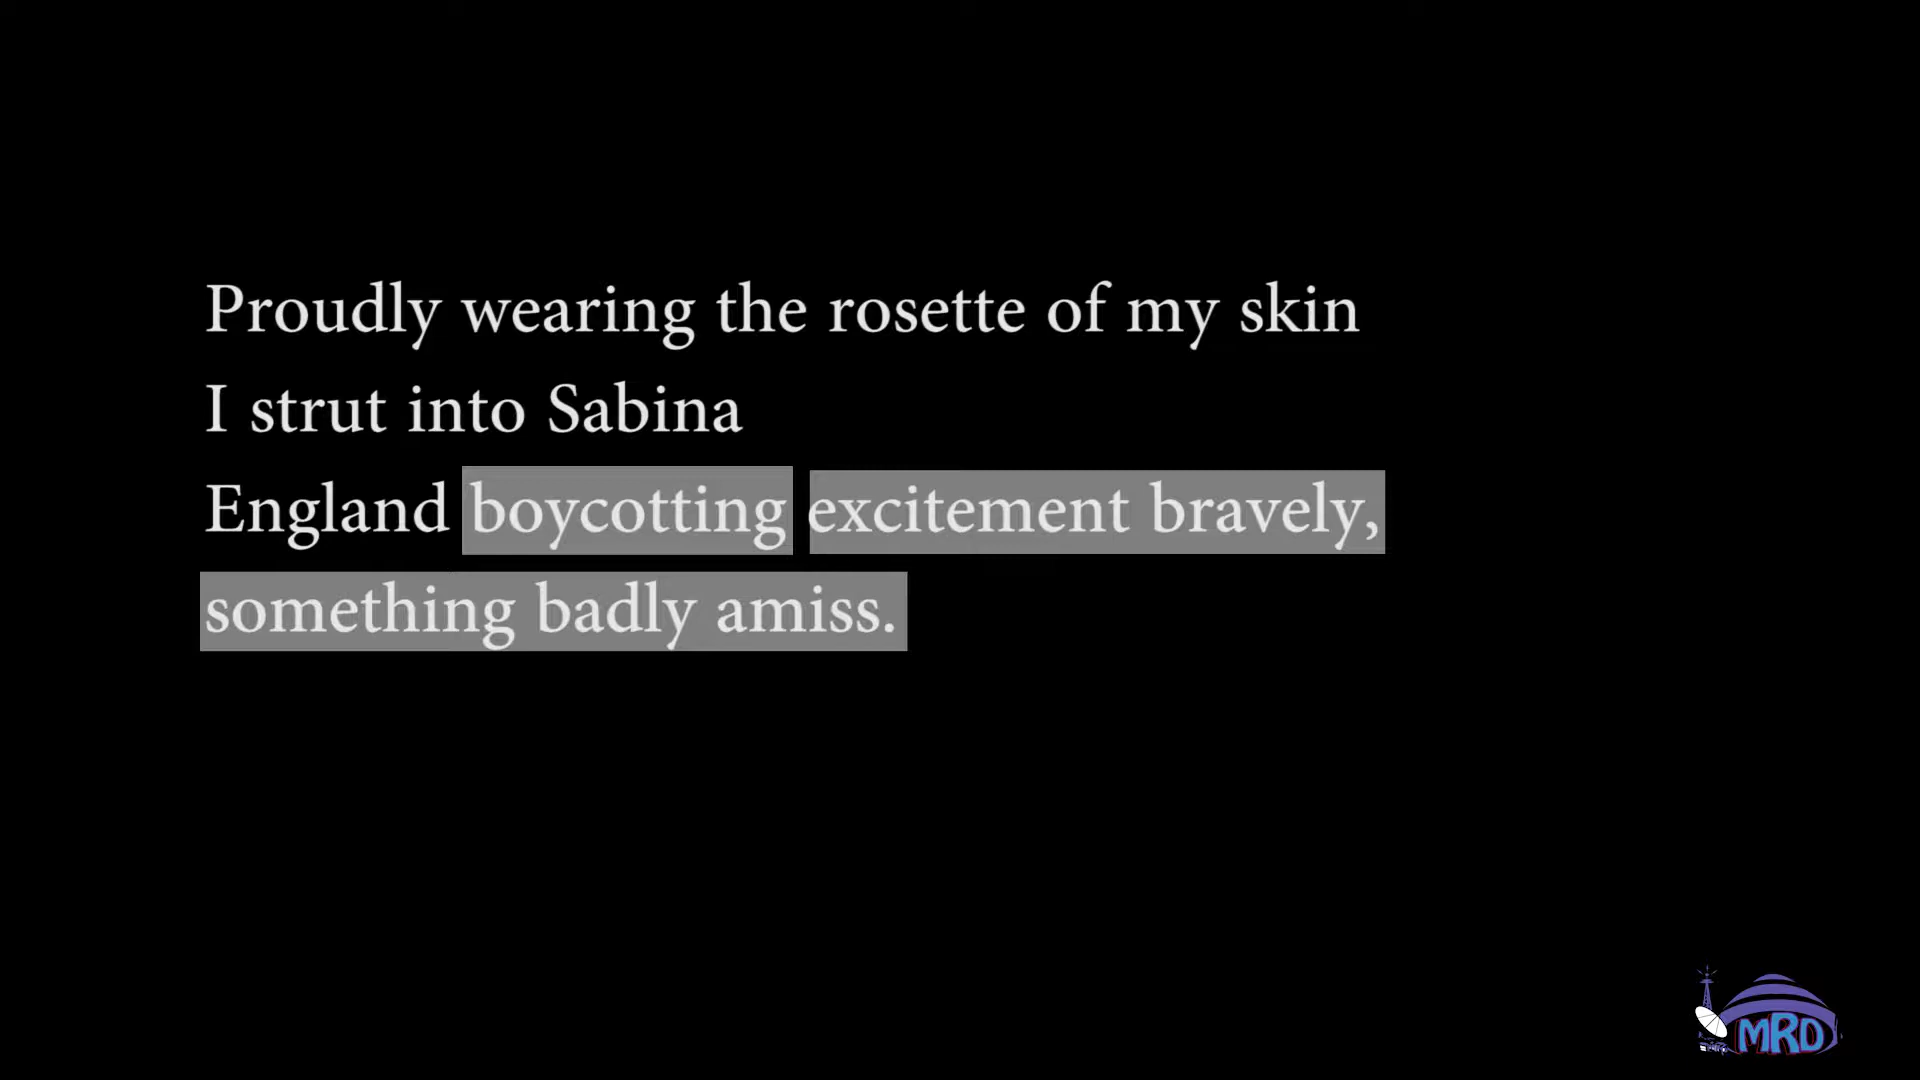 Proudly wearing the rosette of my skin
I strut into Sabina
England boycotting excitement bravely,
something badly amiss.
MRD